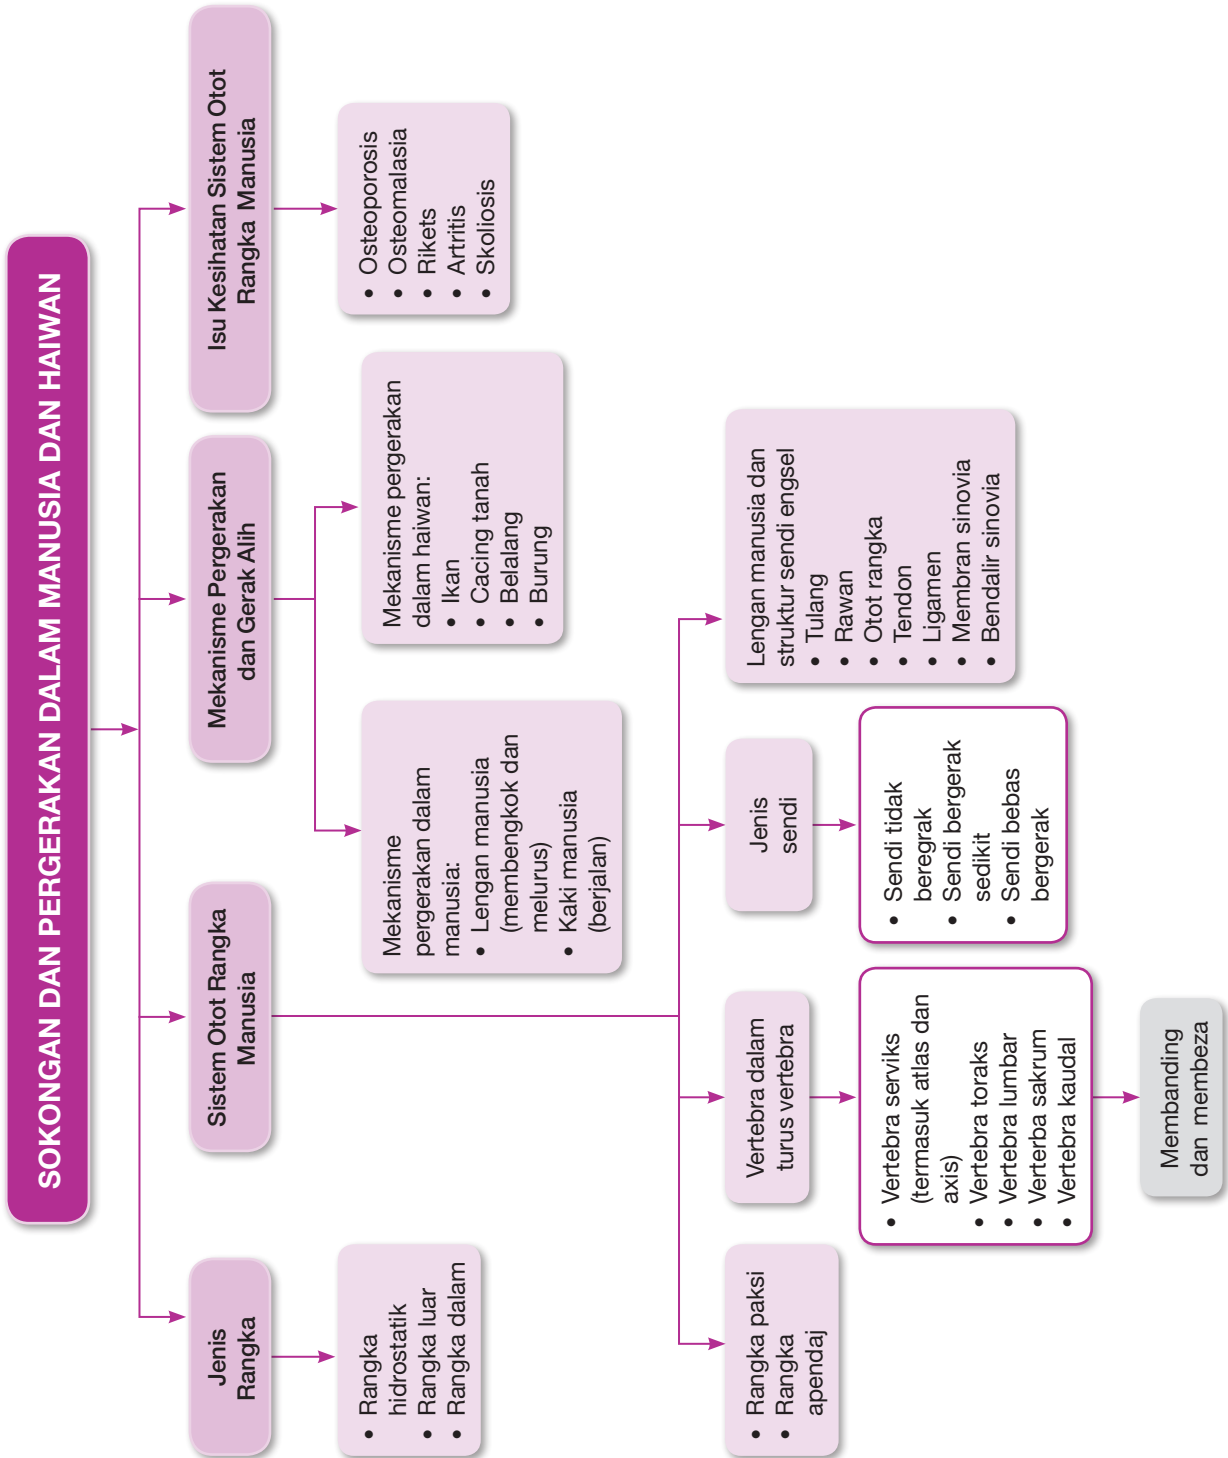 SOKONGAN DAN PERGERAKAN DALAM MANUSIA DAN HAIWAN
Jenis
Rangka
• Rangka
hidrostatik
• Rangka luar
• Rangka dalam
Sistem Otot Rangka
Manusia
• Rangka paksi
• Rangka
apendaj
Vertebra dalam
turus vertebra
• Vertebra serviks
(termasuk atlas dan
axis)
• Vertebra toraks
• Vertebra lumbar
• Verterba sakrum
• Vertebra kaudal
Membanding
dan membeza
Jenis
sendi
• Sendi tidak
beregrak
• Sendi bergerak
sedikit
• Sendi bebas
bergerak
Lengan manusia dan
struktur sendi engsel
• Tulang
• Rawan
• Otot rangka
• Tendon
• Ligamen
• Membran sinovia
• Bendalir sinovia
Mekanisme Pergerakan
dan Gerak Alih
Mekanisme
pergerakan dalam
manusia:
• Lengan manusia
(membengkok dan
melurus)
• Kaki manusia
(berjalan)
Mekanisme pergerakan
dalam haiwan:
• Ikan
• Cacing tanah
• Belalang
• Burung
Isu Kesihatan Sistem Otot
Rangka Manusia
• Osteoporosis
• Osteomalasia
• Rikets
• Artritis
• Skoliosis